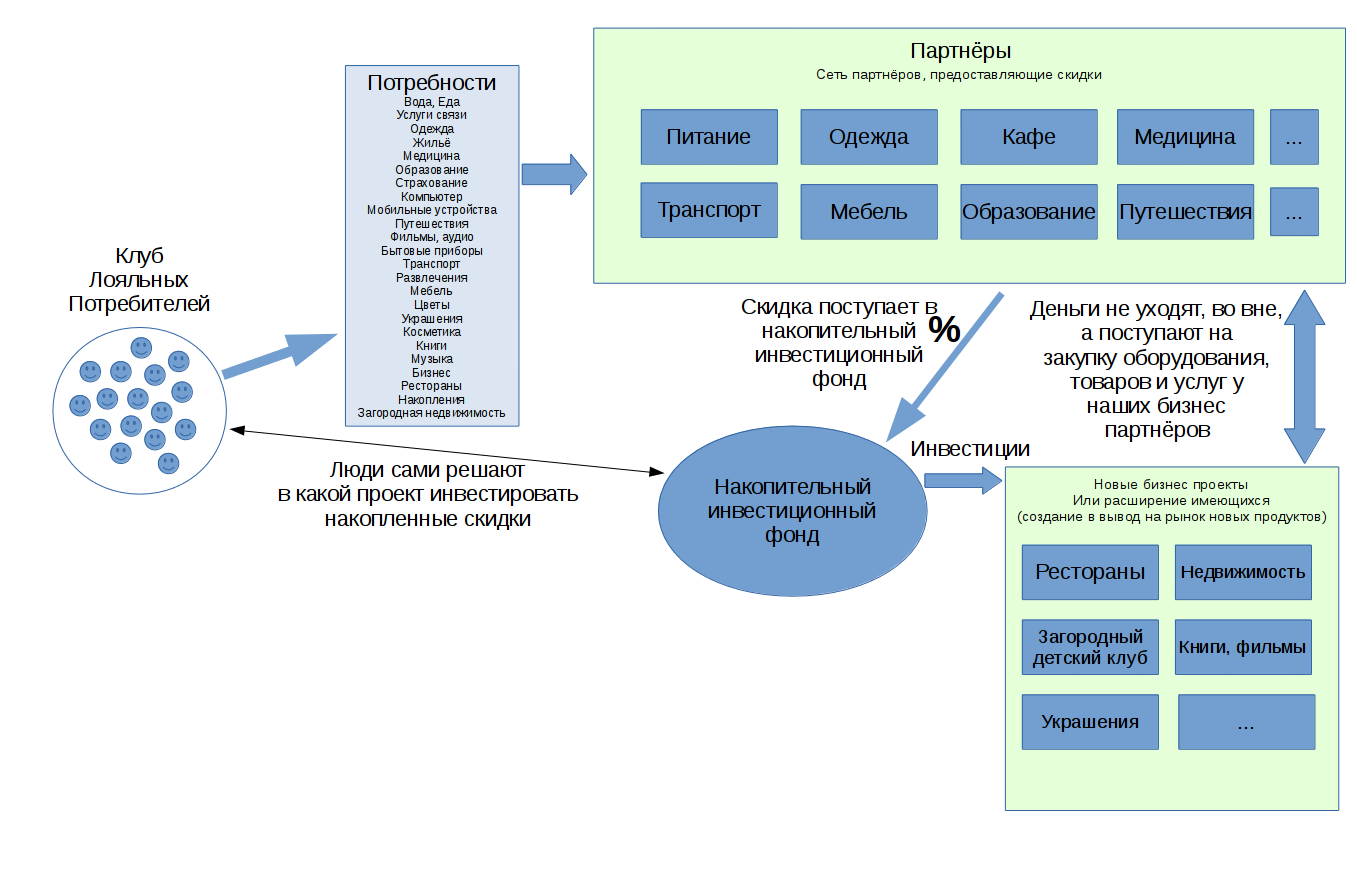 Клуб
Лояльных
Потребителей
Потребности
Вода, Еда
Услуги связи
Одежда
Жильё
Медицина
Образование
Страхование
Компьютер
Мобильные устройства
Путешествия
Фильмы, аудио
Бытовые приборы
Транспорт
Развлечения
Мебель
Цветы
Украшения
Косметика
Книги
Музыка
Бизнес
Рестораны
Накопления
Загородная недвижимость
Партнёры
Сеть партнёров, предоставляющие скидки
Питание
Одежда
Кафе
Медицина
...
Транспорт
Мебель
Образование
Путешествия
...
Скидка поступает в
накопительный
инвестиционный
фонд
%
Деньги не уходят, во вне,
а поступают на
закупку оборудования,
товаров и услуг у
наших бизнес
партнёров
Люди сами решают
в какой проект инвестировать
накопленные скидки
Накопительный
инвестиционный
фонд
Инвестиции
Новые бизнес проекты
Или расширение имеющихся
(создание в вывод на рынок новых продуктов)
Рестораны
Недвижимость
Загородный
детский клуб
Книги, фильмы
Украшения
...